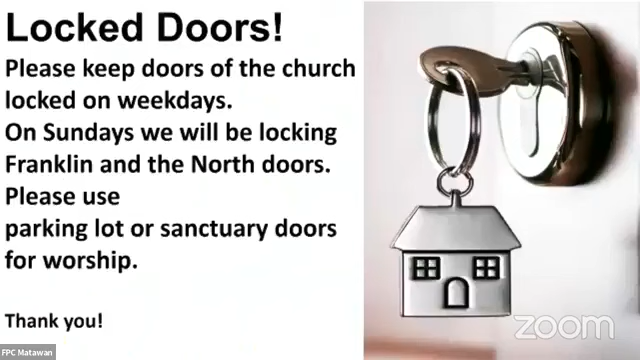 Locked Doors!
Please keep doors of the church
locked on weekdays.
On Sundays we will be locking
Franklin and the North doors.
Please use
parking lot or sanctuary doors
for worship.
Thank you!
FPC Matawan
zoom